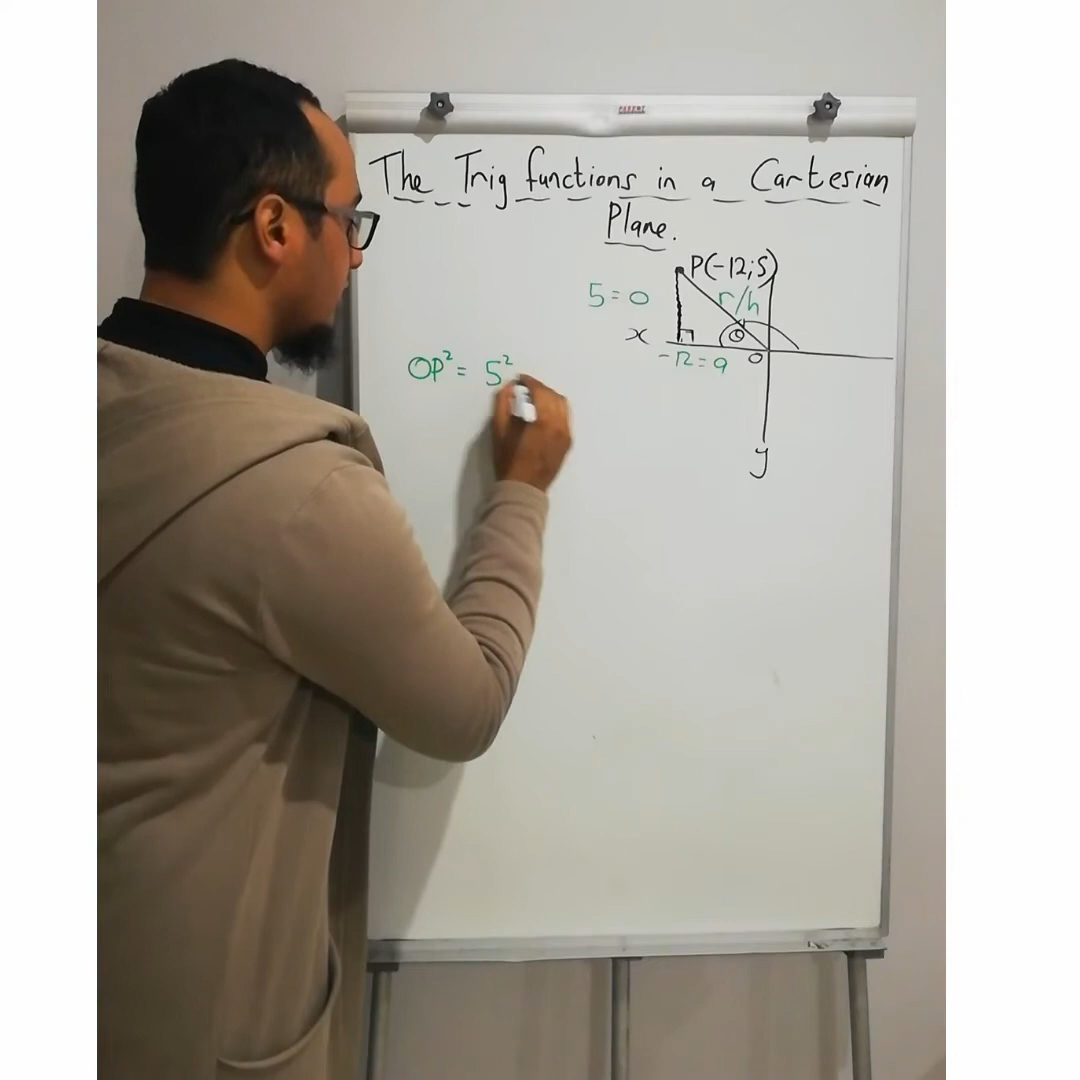 The Trig functions in a Cartesian
Plane.
P(-12;5)
5 = o
r/h
x
θ
-12 = a
O
OP² = 5²
y